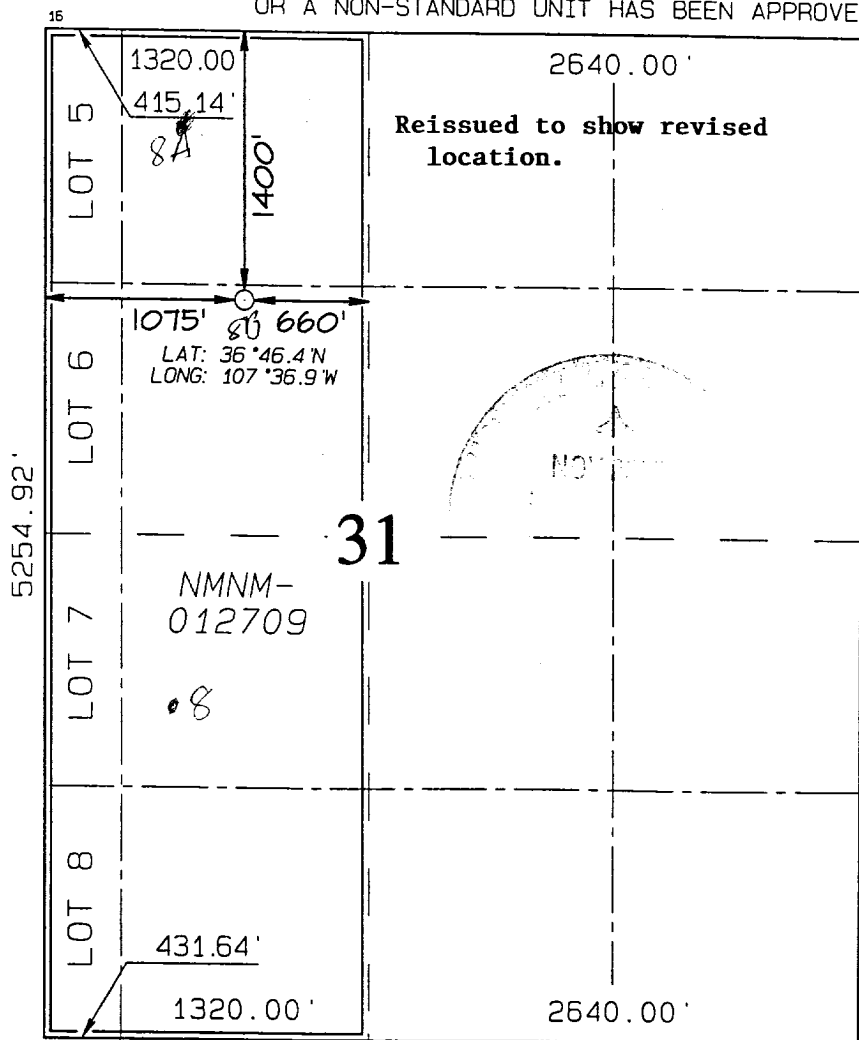 OR A NON-STANDARD UNIT HAS BEEN APPROVE
16
1320.00
2640.00'
415.14'
8A
LOT 5
1400'
Reissued to show revised
location.
1075' 8B 660'
LAT: 36°46.4'N
LONG: 107°36.9'W
LOT 6
5254.92'
31
NMNM-
012709
LOT 7
8
LOT 8
431.64'
1320.00'
2640.00'